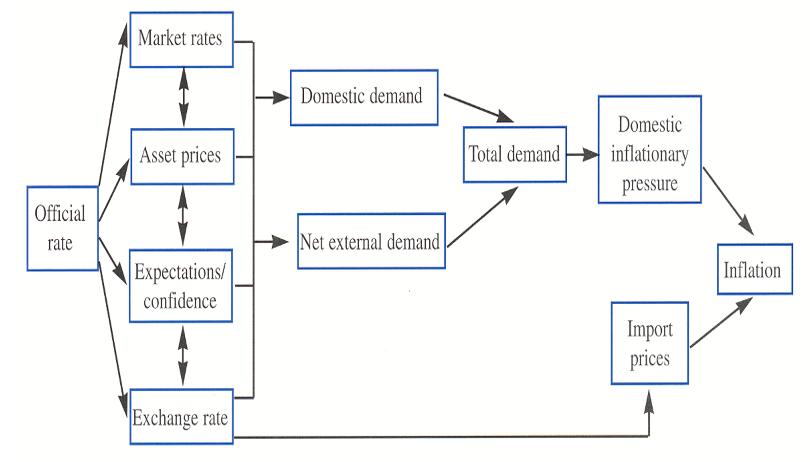 Market rates
Asset prices
Official
rate
Expectations/
confidence
Exchange rate
Domestic demand
Net external demand
Total demand
Domestic
inflationary
pressure
Import
prices
Inflation